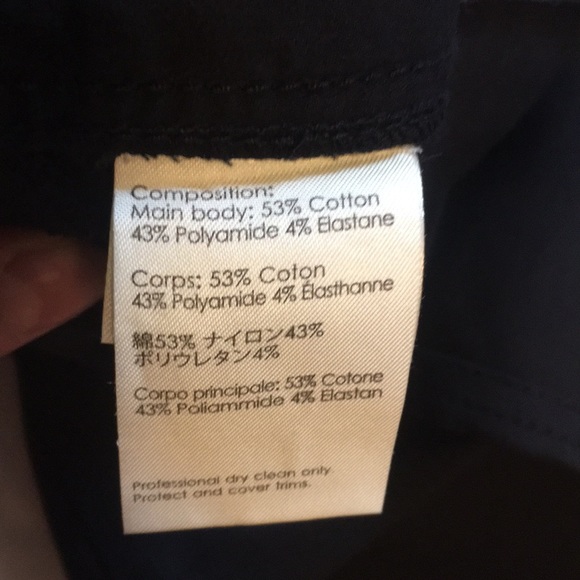 Composition:
Main body: 53% Cotton
43% Polyamide 4% Elastane
Corps: 53% Coton
43% Polyamide 4% Élasthanne
綿53% ナイロン43%
ポリウレタン4%
Corpo principale: 53% Cotone
43% Poliammide 4% Elastan
Professional dry clean only.
Protect and cover trims.